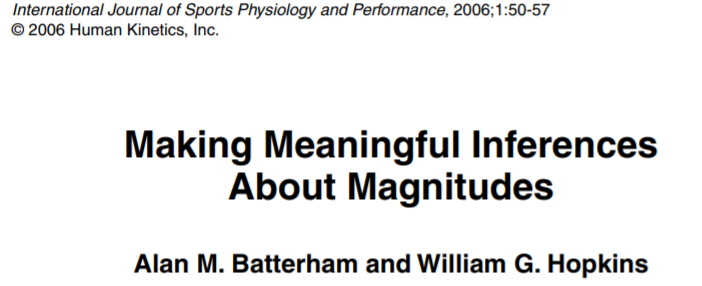 International Journal of Sports Physiology and Performance, 2006;1:50-57
© 2006 Human Kinetics, Inc.
Making Meaningful Inferences
About Magnitudes
Alan M. Batterham and William G. Hopkins